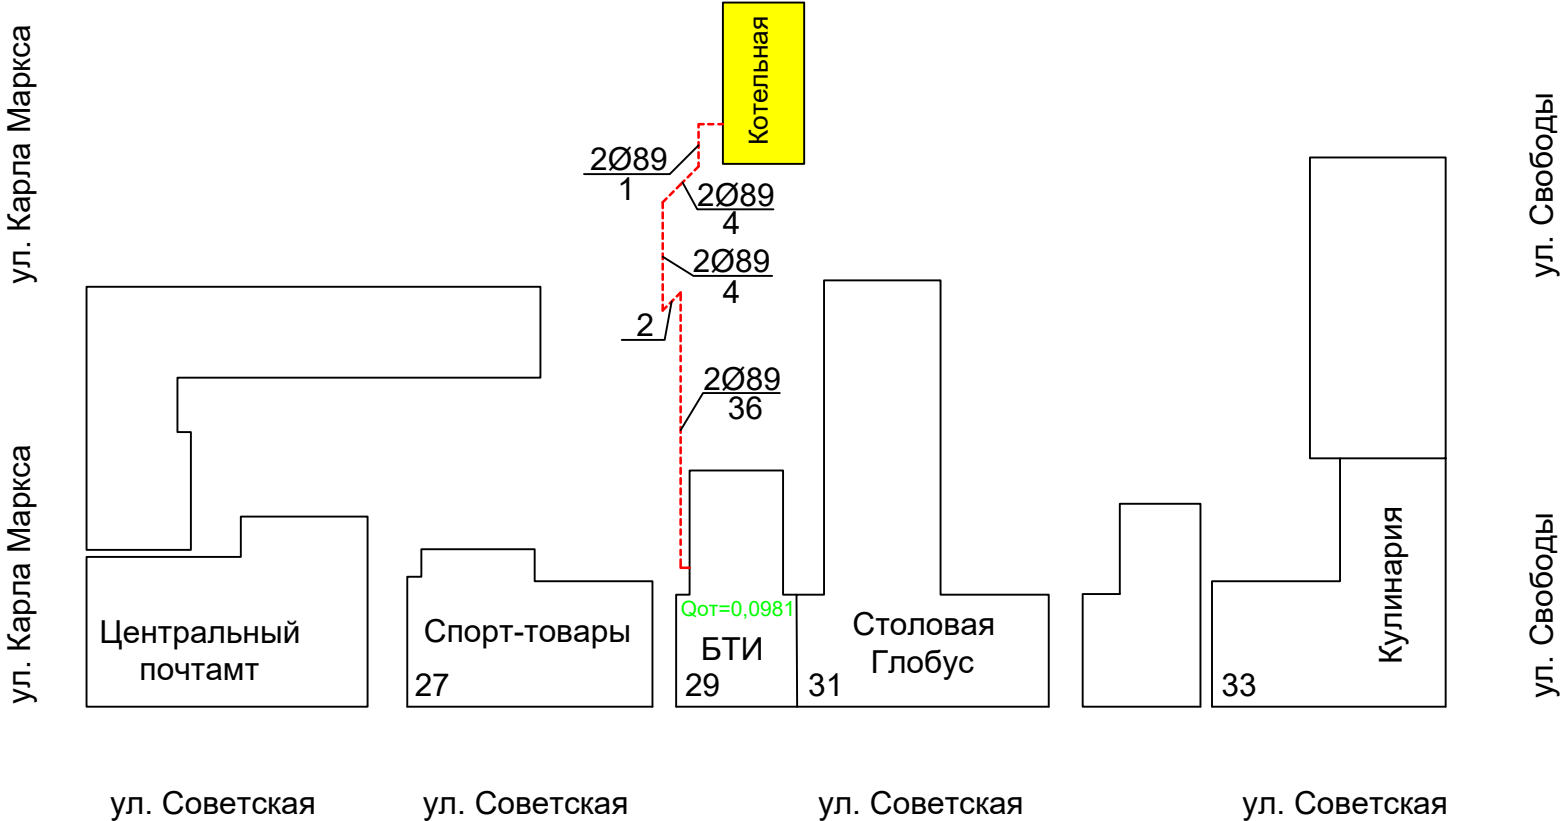 Котельная
ул. Карла Маркса
ул. Свободы
2Ø89
1
2Ø89
4
2Ø89
4
2
2Ø89
36
ул. Карла Маркса
Центральный
почтамт
Спорт-товары
27
Qот=0,0981
БТИ
29
Столовая
Глобус
31
Кулинария
33
ул. Свободы
ул. Советская
ул. Советская
ул. Советская
ул. Советская